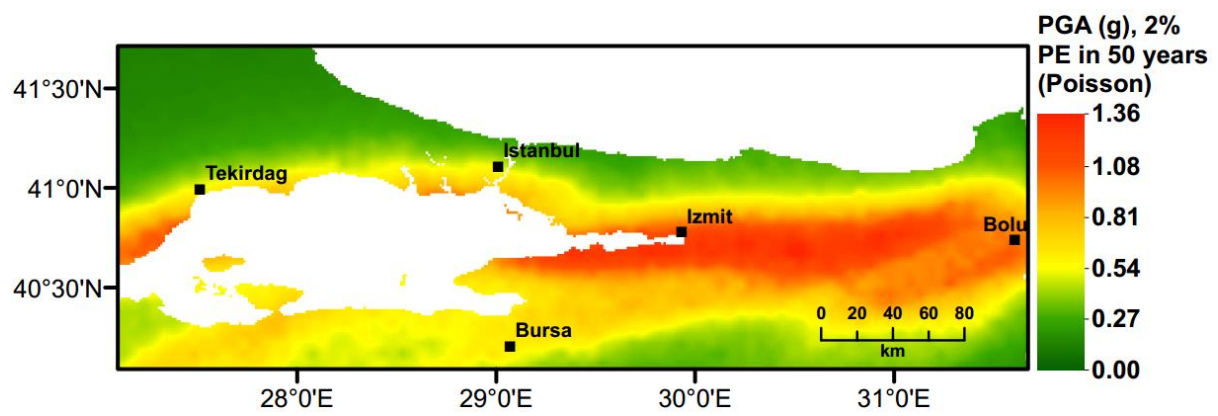 PGA (g), 2%
PE in 50 years
(Poisson)
1.36
1.08
0.81
0.54
0.27
0.00
41°30'N
41°0'N
40°30'N
Istanbul
Tekirdag
Izmit
Bolu
Bursa
0 20 40 60 80
km
28°0'E 29°0'E 30°0'E 31°0'E